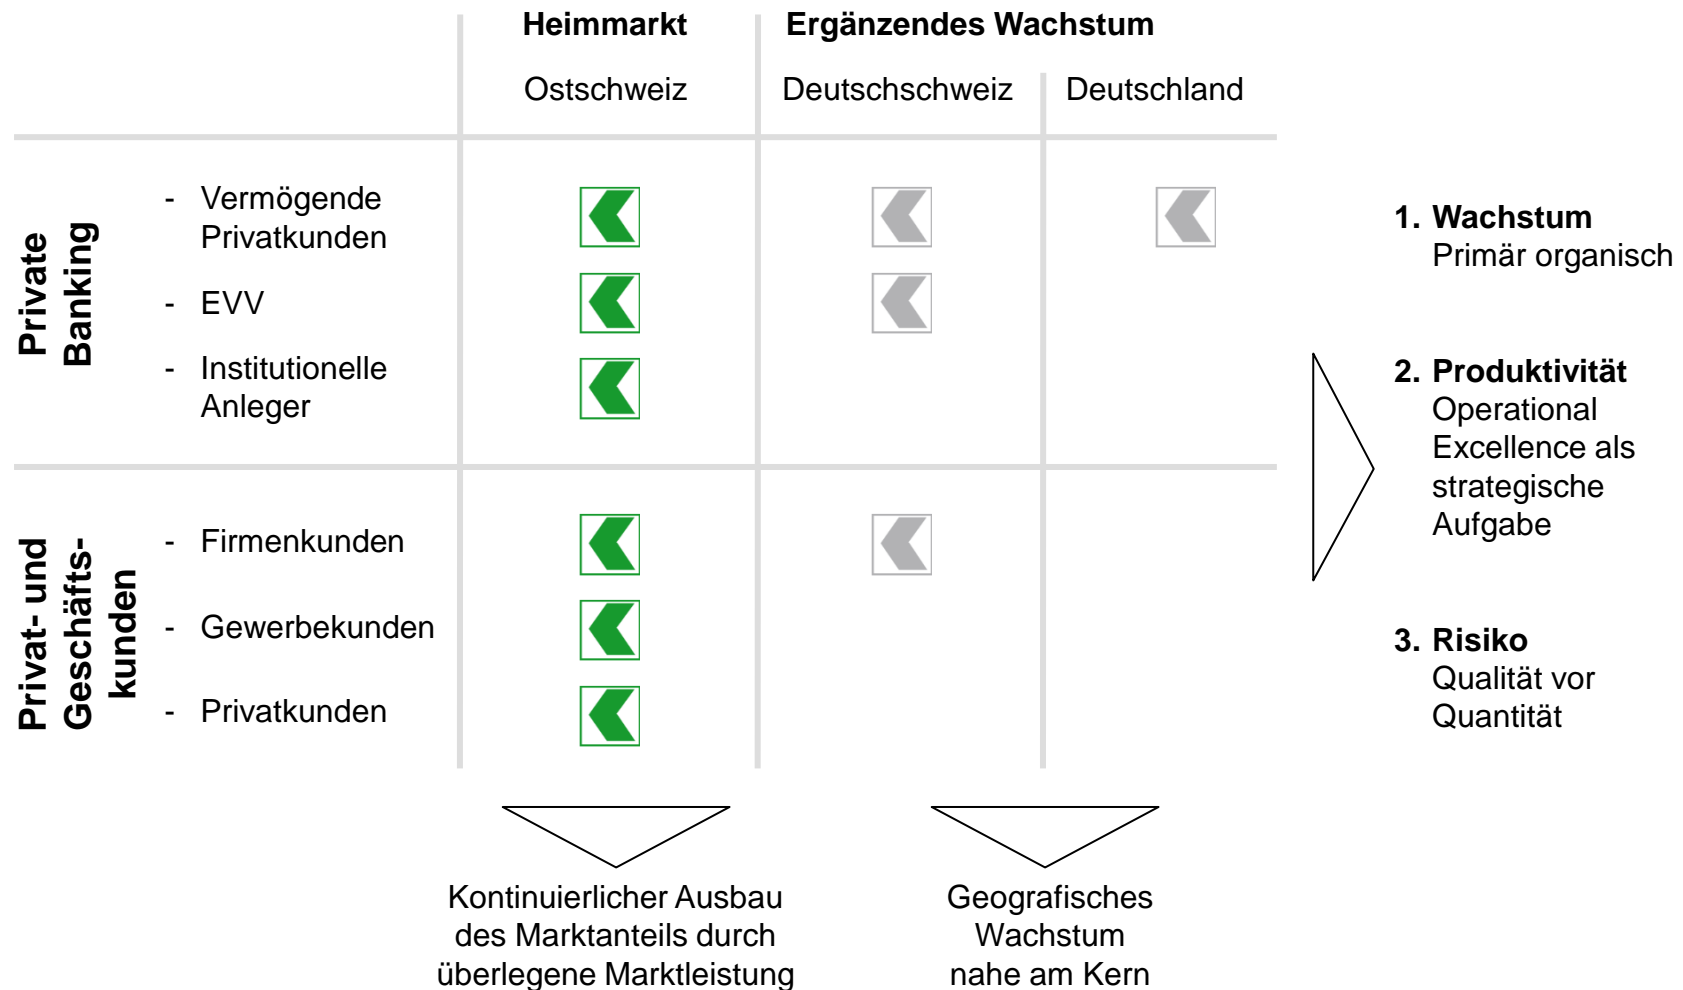 Heimmarkt
Ergänzendes Wachstum
Ostschweiz
Deutschschweiz
Deutschland
Private
Banking
- Vermögende
Privatkunden
- EVV
- Institutionelle
Anleger
Privat- und
Geschäfts-
kunden
- Firmenkunden
- Gewerbekunden
- Privatkunden
1. Wachstum
Primär organisch
2. Produktivität
Operational
Excellence als
strategische
Aufgabe
3. Risiko
Qualität vor
Quantität
Kontinuierlicher Ausbau
des Marktanteils durch
überlegene Marktleistung
Geografisches
Wachstum
nahe am Kern